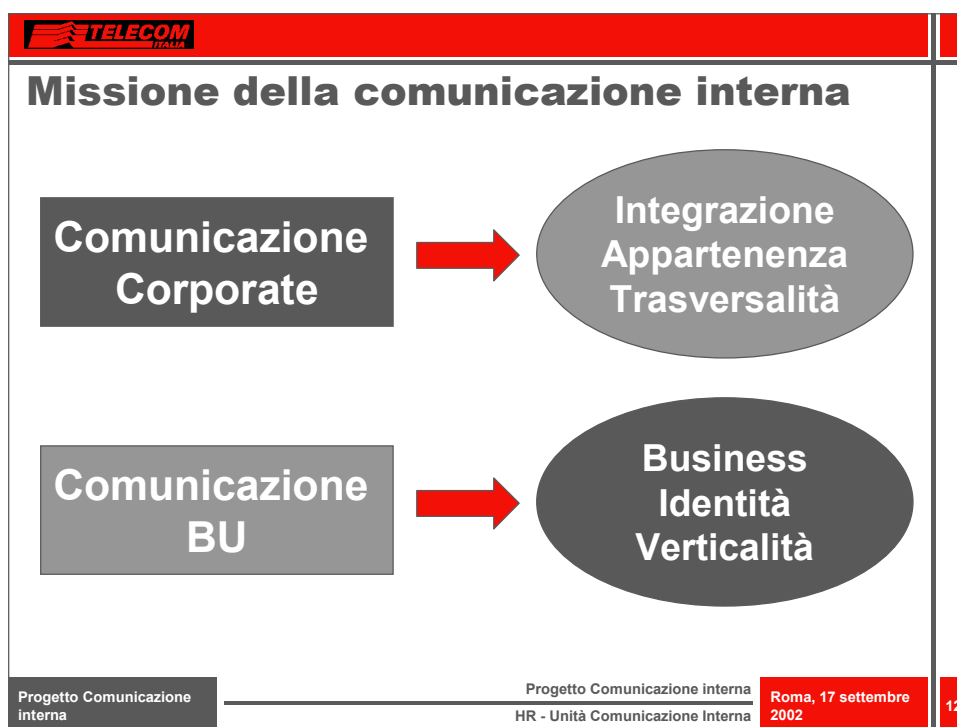 TELECOM
ITALIA
Missione della comunicazione interna
Comunicazione
Corporate
Integrazione
Appartenenza
Trasversalità
Comunicazione
BU
Business
Identità
Verticalità
Progetto Comunicazione
interna
Progetto Comunicazione interna
HR - Unità Comunicazione Interna
Roma, 17 settembre
2002
12